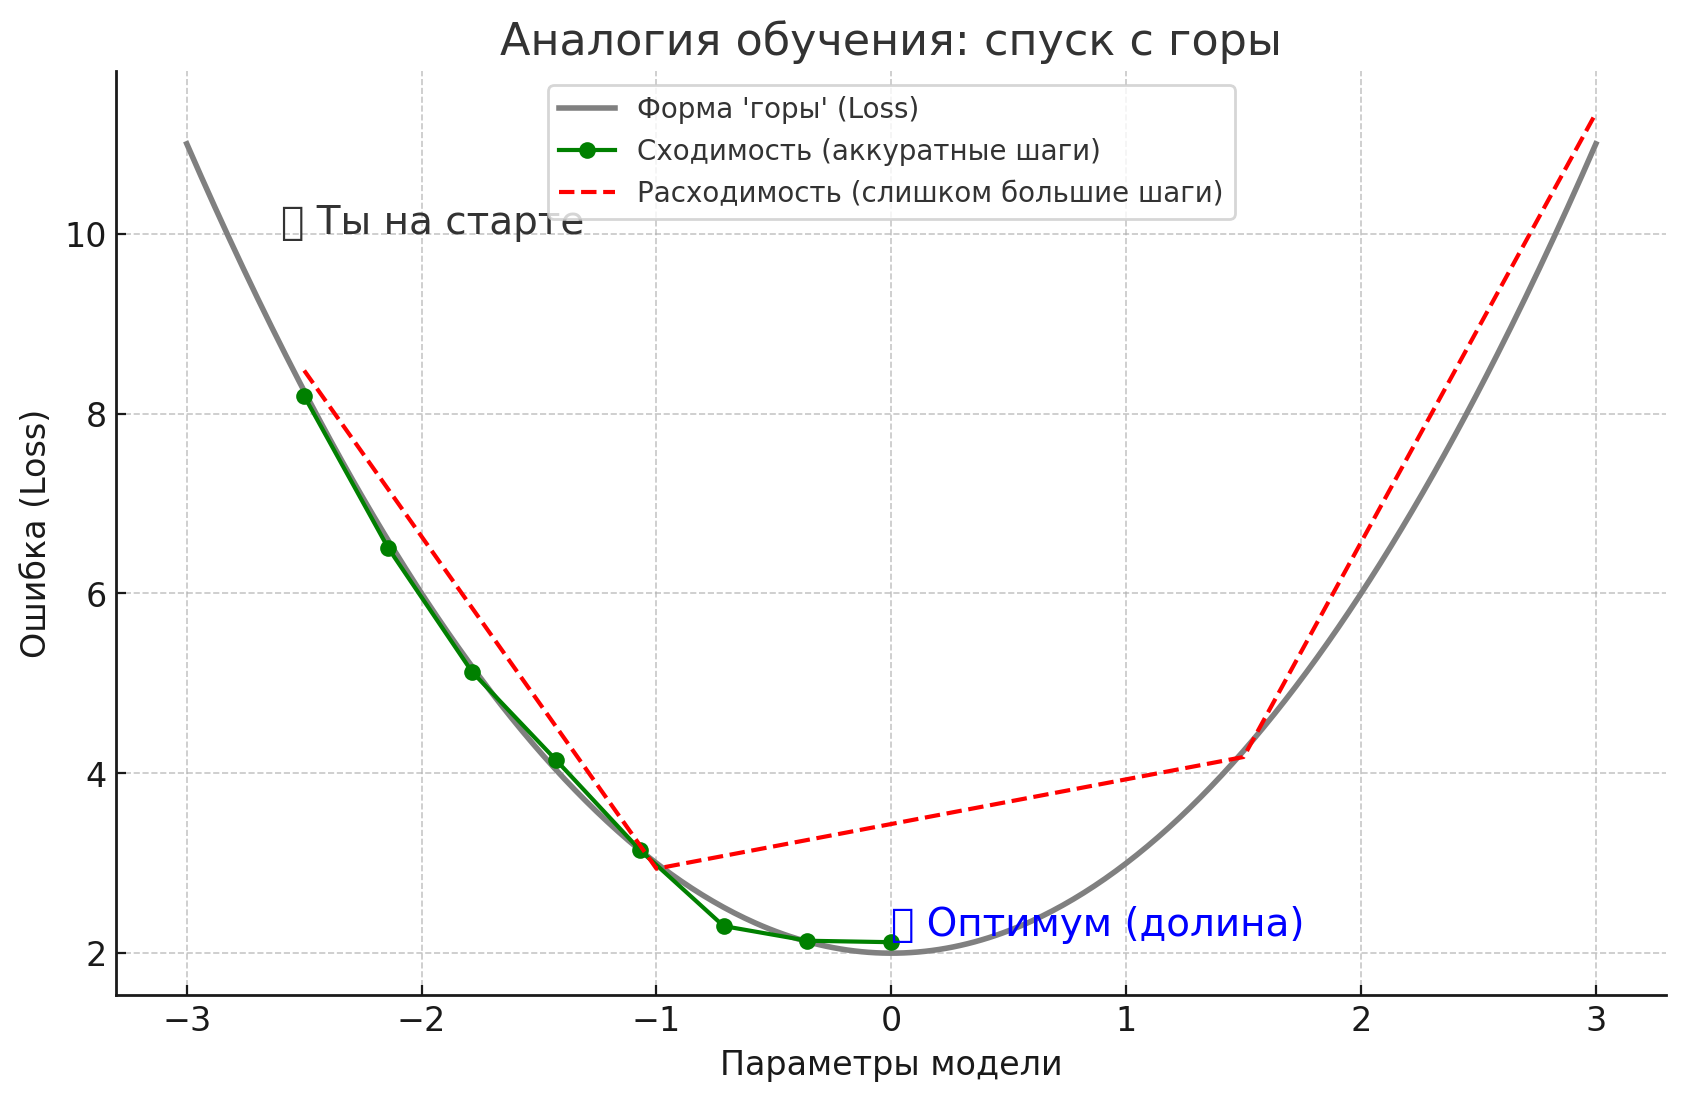 Аналогия обучения: спуск с горы
Форма 'горы' (Loss)
Сходимость (аккуратные шаги)
Расходимость (слишком большие шаги)
Ты на старте
Оптимум (долина)
Ошибка (Loss)
10
8
6
4
2
−3 −2 −1 0 1 2 3
Параметры модели